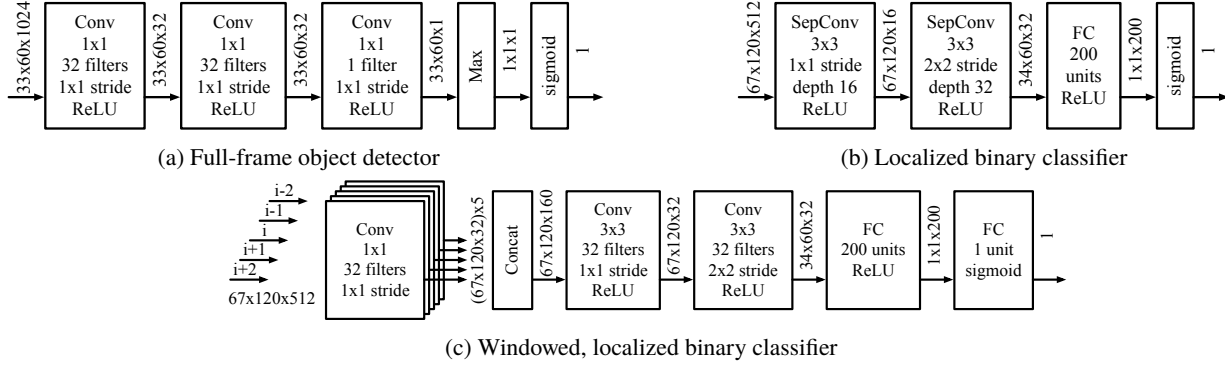 33x60x1024
Conv
1x1
32 filters
1x1 stride
ReLU
33x60x32
Conv
1x1
32 filters
1x1 stride
ReLU
33x60x32
Conv
1x1
1 filter
1x1 stride
ReLU
33x60x1
Max
1x1x1
sigmoid
1
(a) Full-frame object detector
67x120x512
SepConv
3x3
1x1 stride
depth 16
ReLU
67x120x16
SepConv
3x3
2x2 stride
depth 32
ReLU
34x60x32
FC
200
units
ReLU
1x1x200
sigmoid
1
(b) Localized binary classifier
i-2
i-1
i
i+1
i+2
67x120x512
Conv
1x1
32 filters
1x1 stride
(67x120x32)x5
Concat
67x120x160
Conv
3x3
32 filters
1x1 stride
ReLU
67x120x32
Conv
3x3
32 filters
2x2 stride
ReLU
34x60x32
FC
200 units
ReLU
1x1x200
FC
1 unit
sigmoid
1
(c) Windowed, localized binary classifier